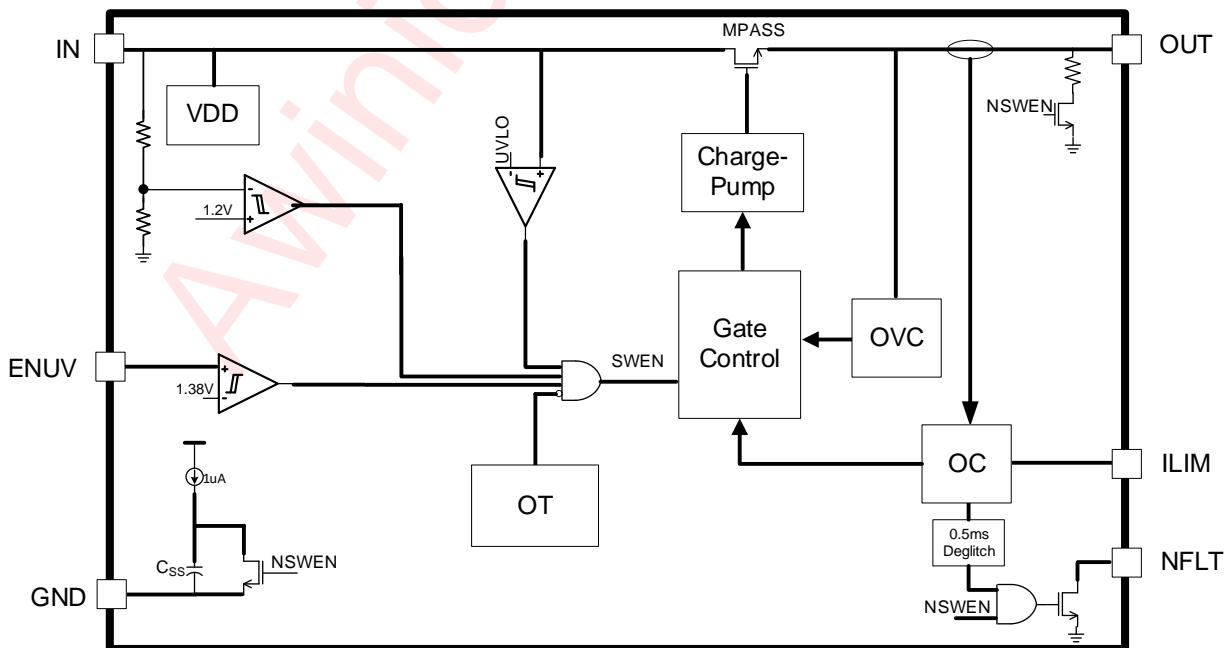 MPASS
IN
OUT
VDD
UVLO
-
+
NSWEN
Charge-
Pump
-
1.2V
+
Gate
Control
OVC
SWEN
ENUV
+
1.38V
-
OC
ILIM
1uA
OT
0.5ms
Deglitch
CSS
NSWEN
NFLT
GND
NSWEN
Awinic